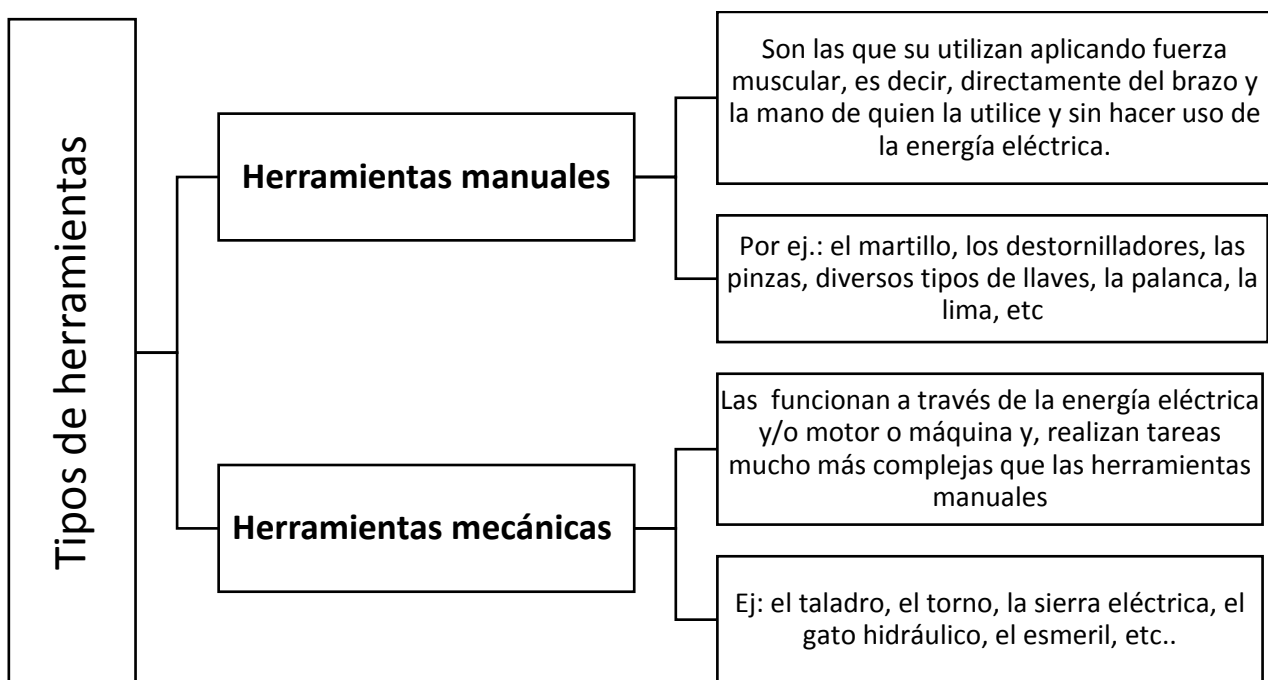 Tipos de herramientas
Herramientas manuales
Son las que su utilizan aplicando fuerza
muscular, es decir, directamente del brazo y
la mano de quien la utilice y sin hacer uso de
la energía eléctrica.
Por ej.: el martillo, los destornilladores, las
pinzas, diversos tipos de llaves, la palanca, la
lima, etc
Herramientas mecánicas
Las  funcionan a través de la energía eléctrica
y/o motor o máquina y, realizan tareas
mucho más complejas que las herramientas
manuales
Ej: el taladro, el torno, la sierra eléctrica, el
gato hidráulico, el esmeril, etc..